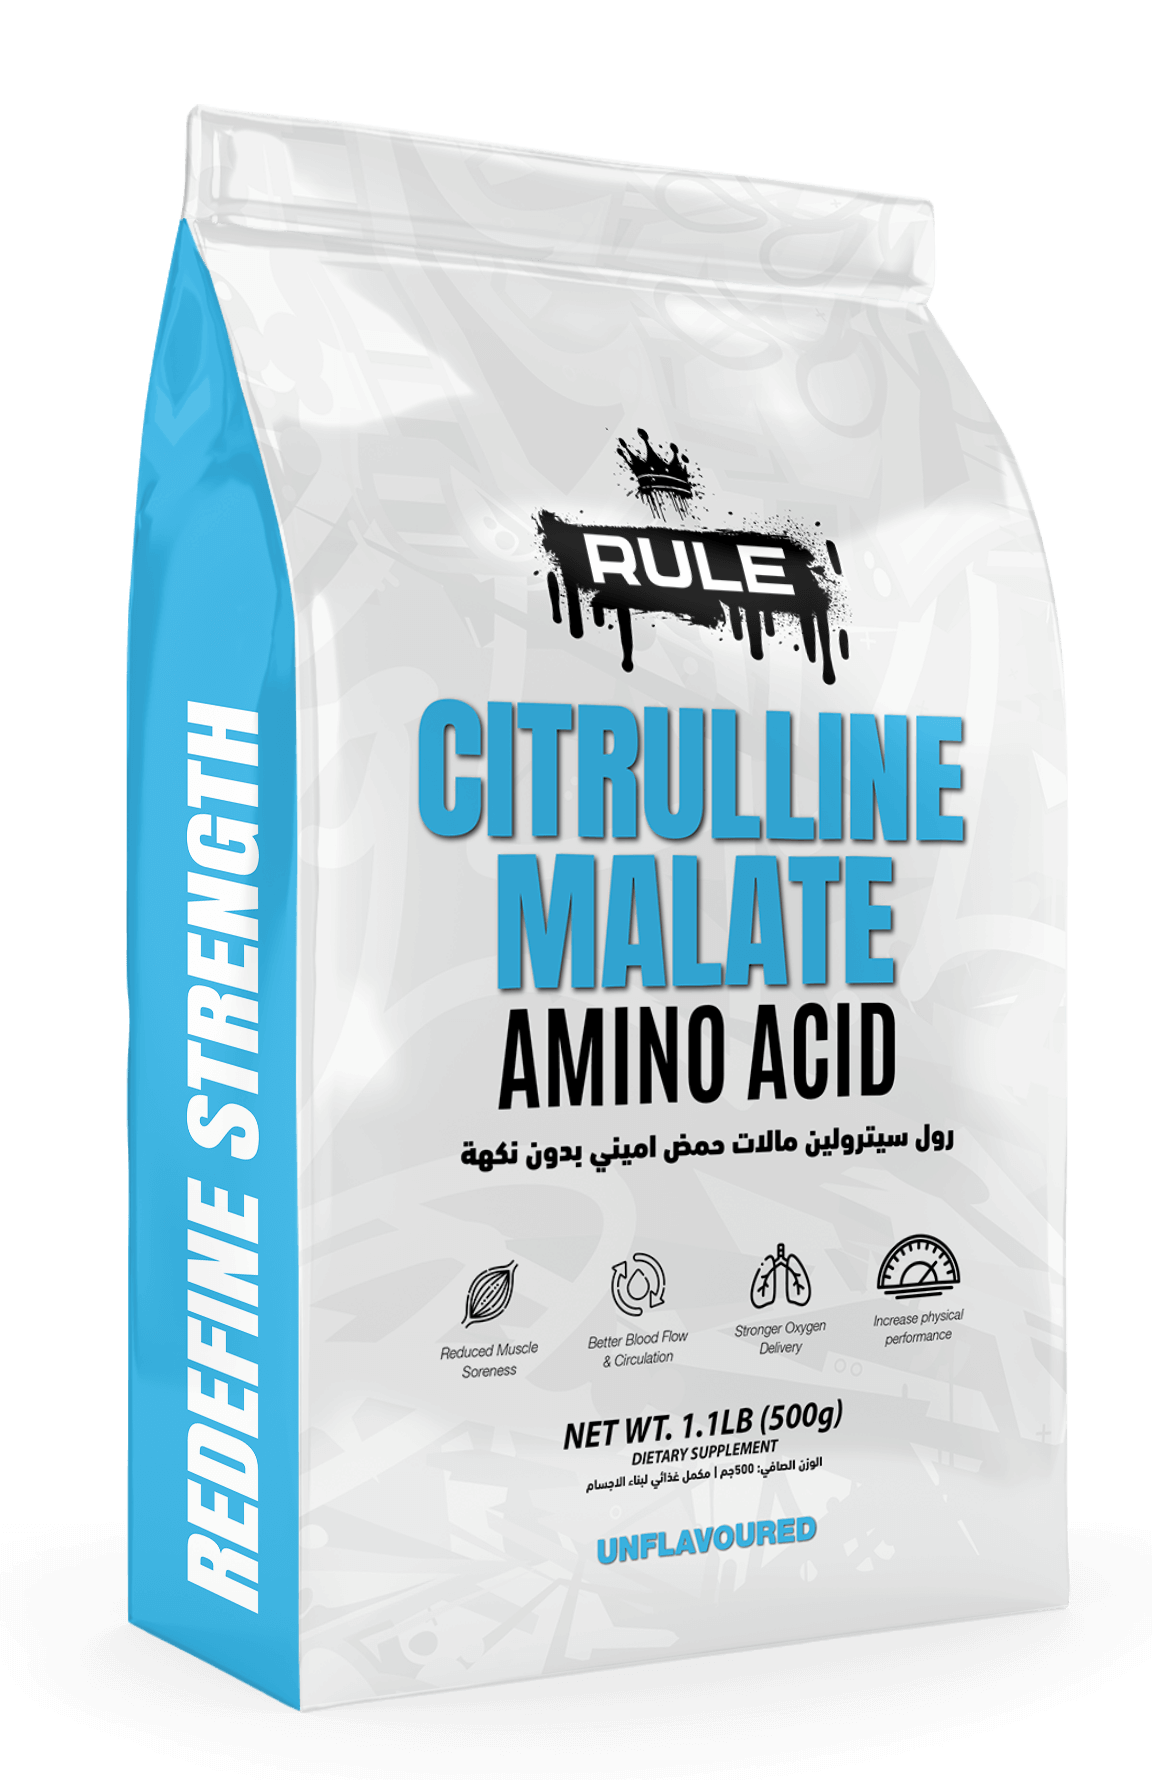 RULE
CITRULLINE
MALATE
AMINO ACID
رول سيترولين مالات حمض اميني بدون نكهة
Reduced Muscle
Soreness
Better Blood Flow
& Circulation
Stronger Oxygen
Delivery
Increase physical
performance
NET WT. 1.1LB (500g)
DIETARY SUPPLEMENT
الوزن الصافي: 500جم | مكمل غذائي لبناء الاجسام
UNFLAVOURED
REDEFINE STRENGTH